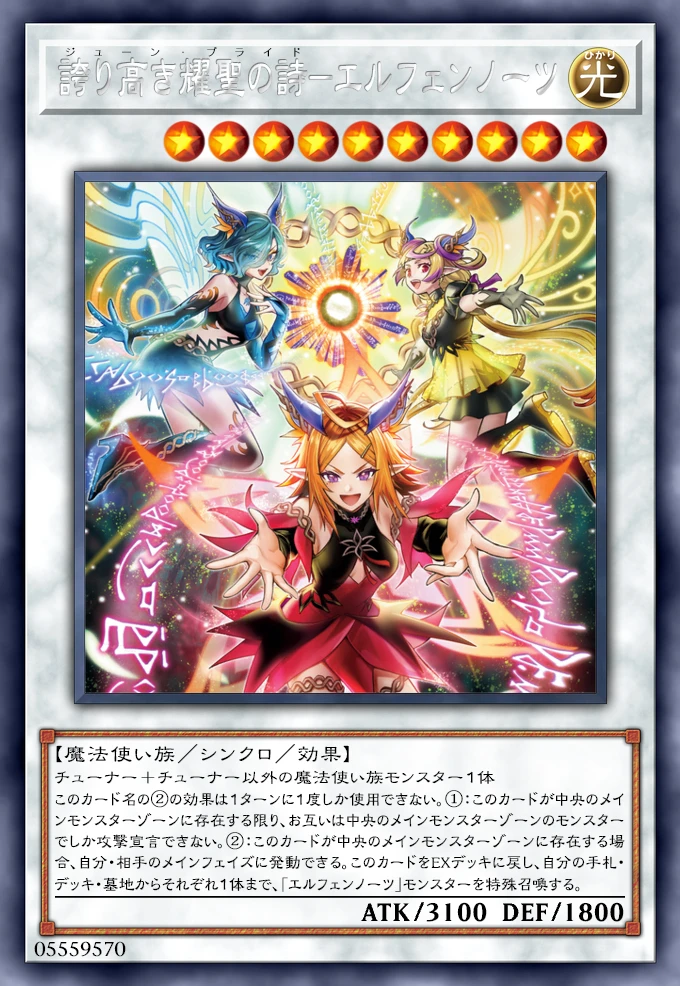 ジューン・プライド
誇り高き耀聖の詩－エルフェンノーツ
ひかり
光
【魔法使い族／シンクロ／効果】
チューナー＋チューナー以外の魔法使い族モンスター１体
このカード名の②の効果は１ターンに１度しか使用できない。①：このカードが中央のメイ
ンモンスターゾーンに存在する限り、お互いは中央のメインモンスターゾーンのモンスター
でしか攻撃宣言できない。②：このカードが中央のメインモンスターゾーンに存在する場
合、自分・相手のメインフェイズに発動できる。このカードをEXデッキに戻し、自分の手札・
デッキ・墓地からそれぞれ１体まで、「エルフェンノーツ」モンスターを特殊召喚する。
ATK/3100 DEF/1800
05559570